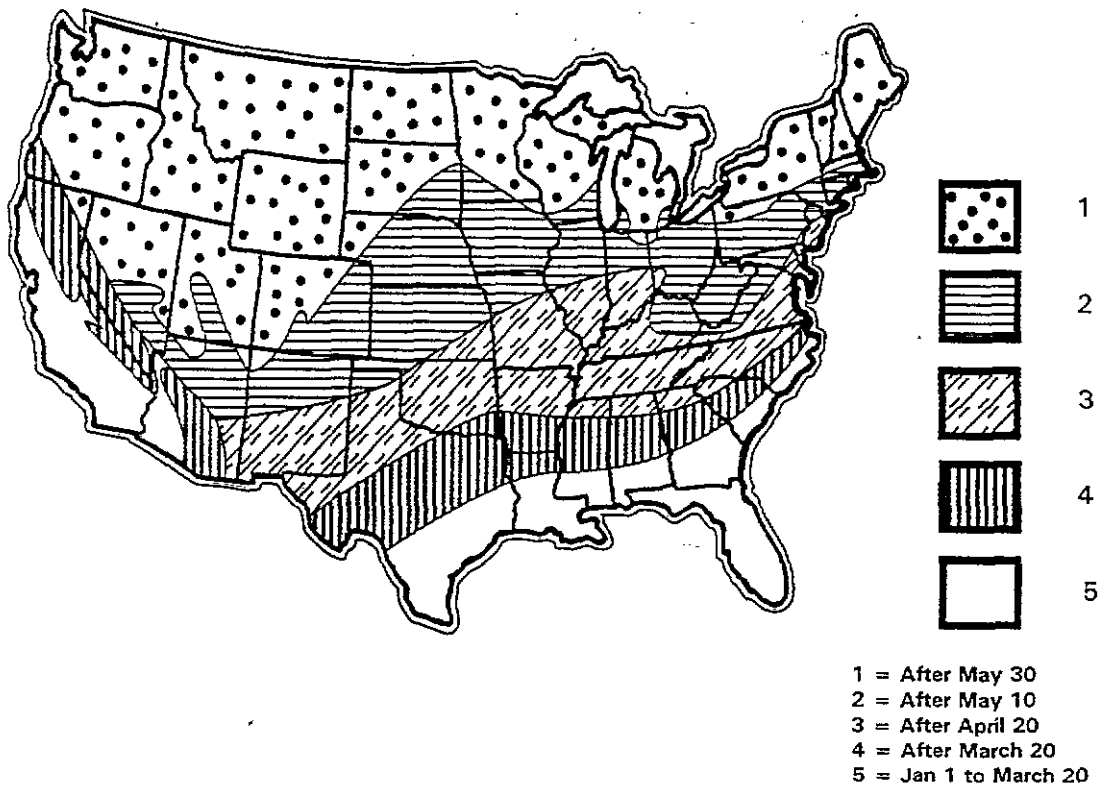 1
2
3
4
5
1 = After May 30
2 = After May 10
3 = After April 20
4 = After March 20
5 = Jan 1 to March 20